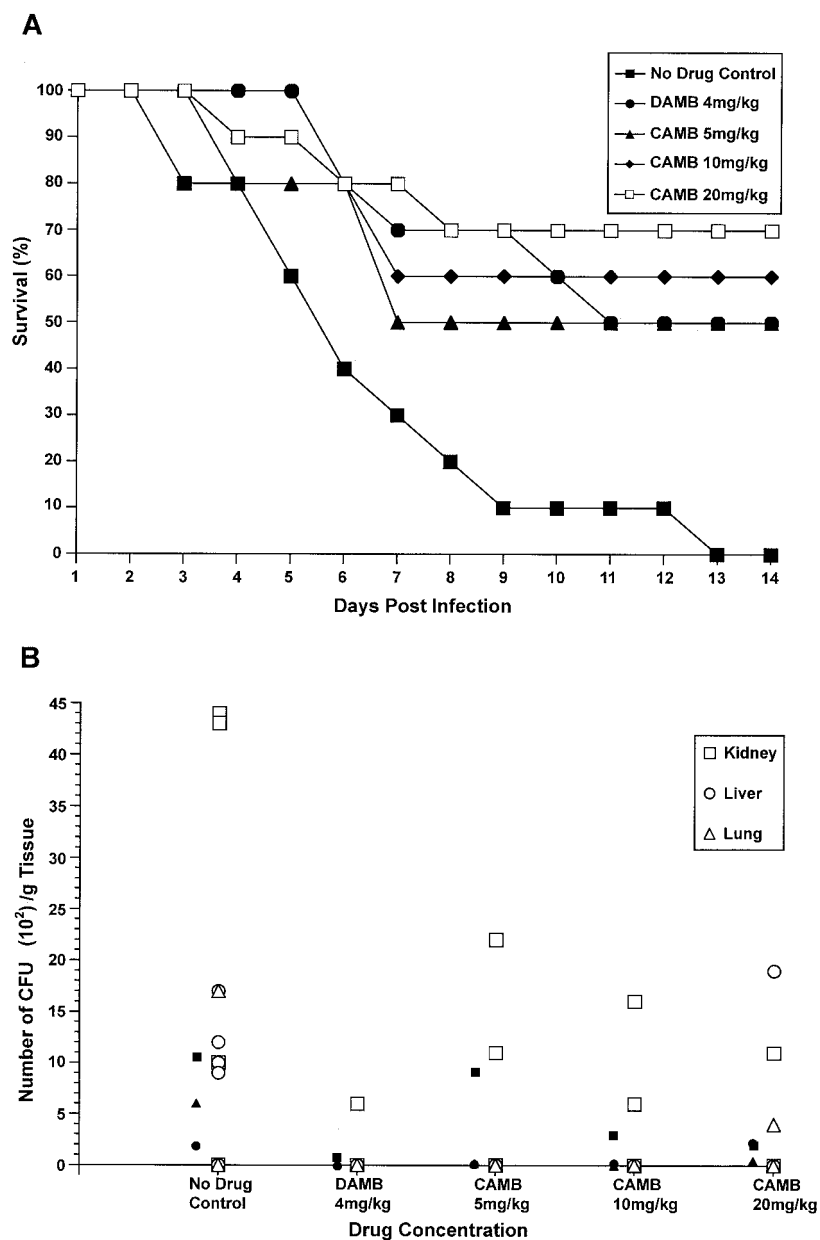 A
No Drug Control
DAMB 4mg/kg
CAMB 5mg/kg
CAMB 10mg/kg
CAMB 20mg/kg
100
90
80
70
60
50
40
30
20
10
0
Survival (%)
1 2 3 4 5 6 7 8 9 10 11 12 13 14
Days Post Infection
B
Kidney
Liver
Lung
45
40
35
30
25
20
15
10
5
0
Number of CFU (10²) /g Tissue
No Drug Control
DAMB 4mg/kg
CAMB 5mg/kg
CAMB 10mg/kg
CAMB 20mg/kg
Drug Concentration